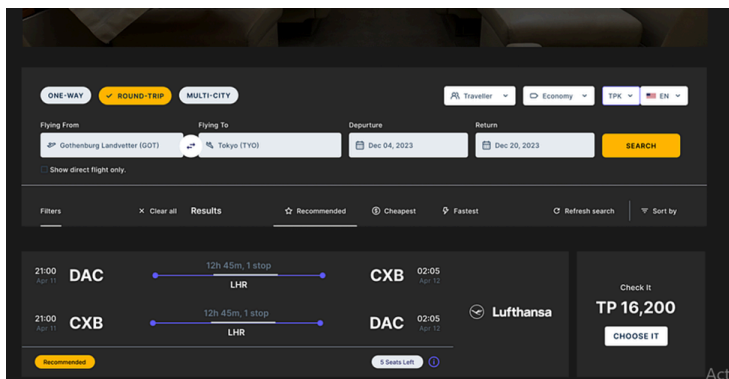 ONE-WAY ROUND-TRIP MULTI-CITY Traveller Economy TPK EN
Flying From Flying To Depurture Return
Gothenburg Landvetter (GOT) Tokyo (TYO) Dec 04, 2023 Dec 20, 2023 SEARCH
Show direct flight only.
Filters Clear all Results Recommended Cheapest Fastest Refresh search Sort by
21:00 DAC 12h 45m, 1 stop CXB 02:05
Apr 11 LHR Apr 12
Check It
TP 16,200
Lufthansa
21:00 CXB 12h 45m, 1 stop DAC 02:05
Apr 11 LHR Apr 12
CHOOSE IT
Recommended 5 Seats Left
Act